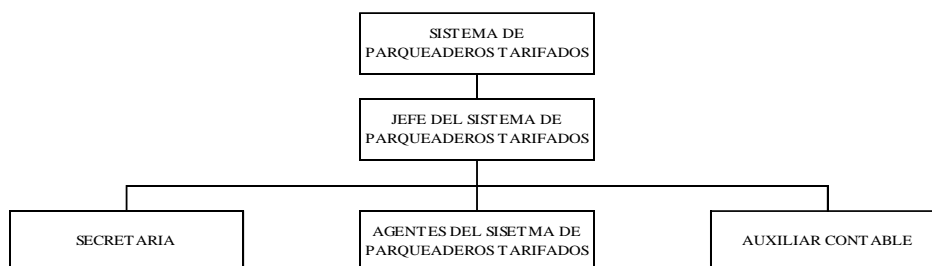 SISTEMA DE
PARQUEADEROS TARIFADOS
JEFE DEL SISTEMA DE
PARQUEADEROS TARIFADOS
SECRETARIA
AGENTES DEL SISETMA DE
PARQUEADEROS TARIFADOS
AUXILIAR CONTABLE